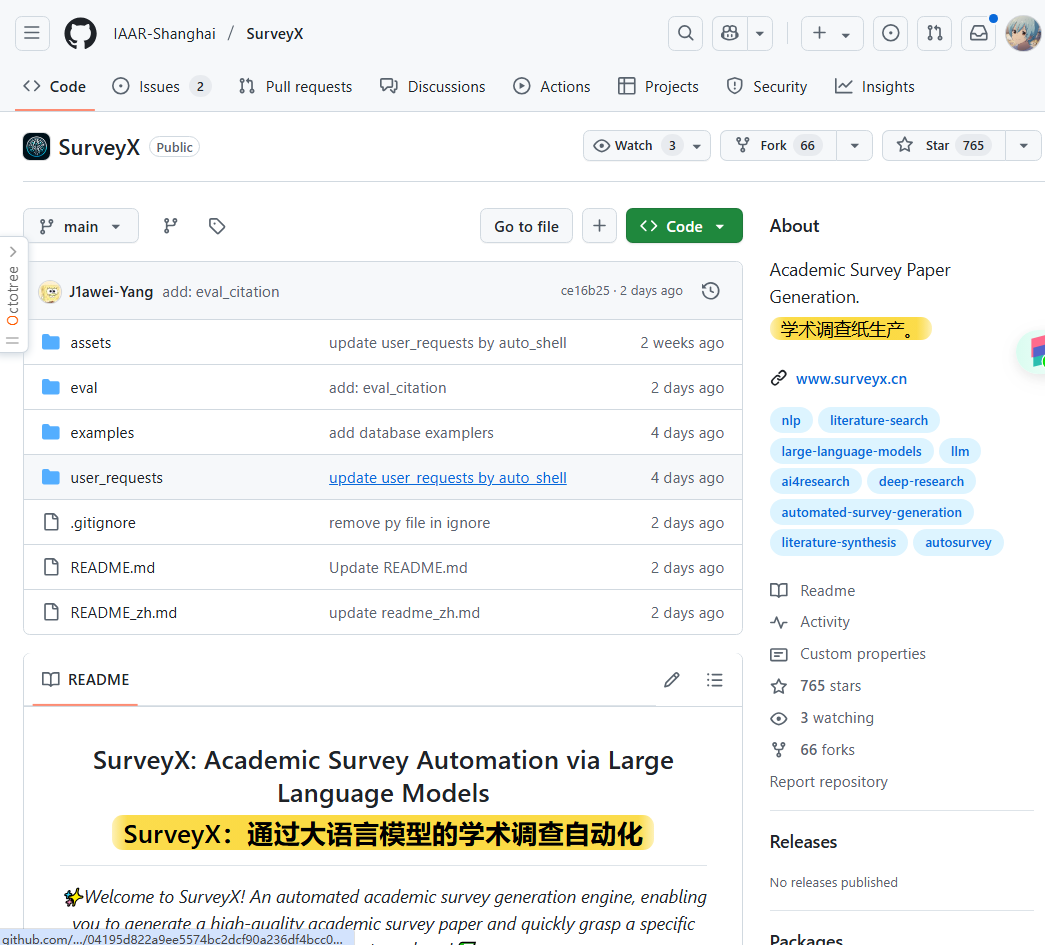 IAAR-Shanghai / SurveyX
Code Issues 2 Pull requests Discussions Actions Projects Security Insights
SurveyX Public Watch 3 Fork 66 Star 765
main Go to file Code
J1awei-Yang add: eval_citation ce16b25 · 2 days ago
assets update user_requests by auto_shell 2 weeks ago
eval add: eval_citation 2 days ago
examples add database examplers 4 days ago
user_requests update user_requests by auto_shell 4 days ago
.gitignore remove py file in ignore 2 days ago
README.md Update README.md 2 days ago
README_zh.md update readme_zh.md 2 days ago
README
SurveyX: Academic Survey Automation via Large
Language Models
SurveyX：通过大语言模型的学术调查自动化
✨Welcome to SurveyX! An automated academic survey generation engine, enabling
you to generate a high-quality academic survey paper and quickly grasp a specific
github.com/.../04195d822a9ee5574bc2dcf90a236df4bcc0...
Octotree
About
Academic Survey Paper
Generation.
学术调查纸生产。
www.surveyx.cn
nlp literature-search
large-language-models llm
ai4research deep-research
automated-survey-generation
literature-synthesis autosurvey
Readme
Activity
Custom properties
765 stars
3 watching
66 forks
Report repository
Releases
No releases published
Packages